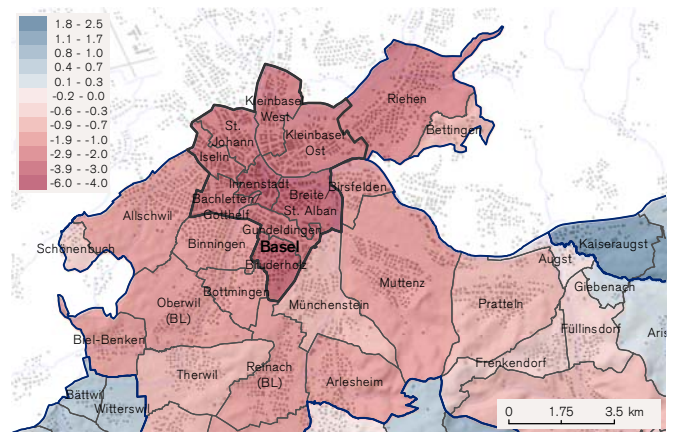 1.8 - 2.5
1.1 - 1.7
0.8 - 1.0
0.4 - 0.7
0.1 - 0.3
-0.2 - 0.0
-0.6 - -0.3
-0.9 - -0.7
-1.9 - -1.0
-2.9 - -2.0
-3.9 - -3.0
-6.0 - -4.0
Kleinbasel
West
Riehen
St.
Johann
Kleinbasel
Ost
Bettingen
Iselin
Innenstadt
Birsfelden
Bachletten
Breite
St. Alban
Gotthelf
Allschwil
Gundeldingen
Schönenbuch
Binningen
Basel
Kaiseraugst
Bruderholz
Augst
Muttenz
Giebenach
Bottmingen
Oberwil
(BL)
Münchenstein
Pratteln
Füllinsdorf
Aris
Biel-Benken
Frenkendorf
Therwil
Reinach
(BL)
Arlesheim
Bättwil
Witterswil
0 1.75 3.5 km